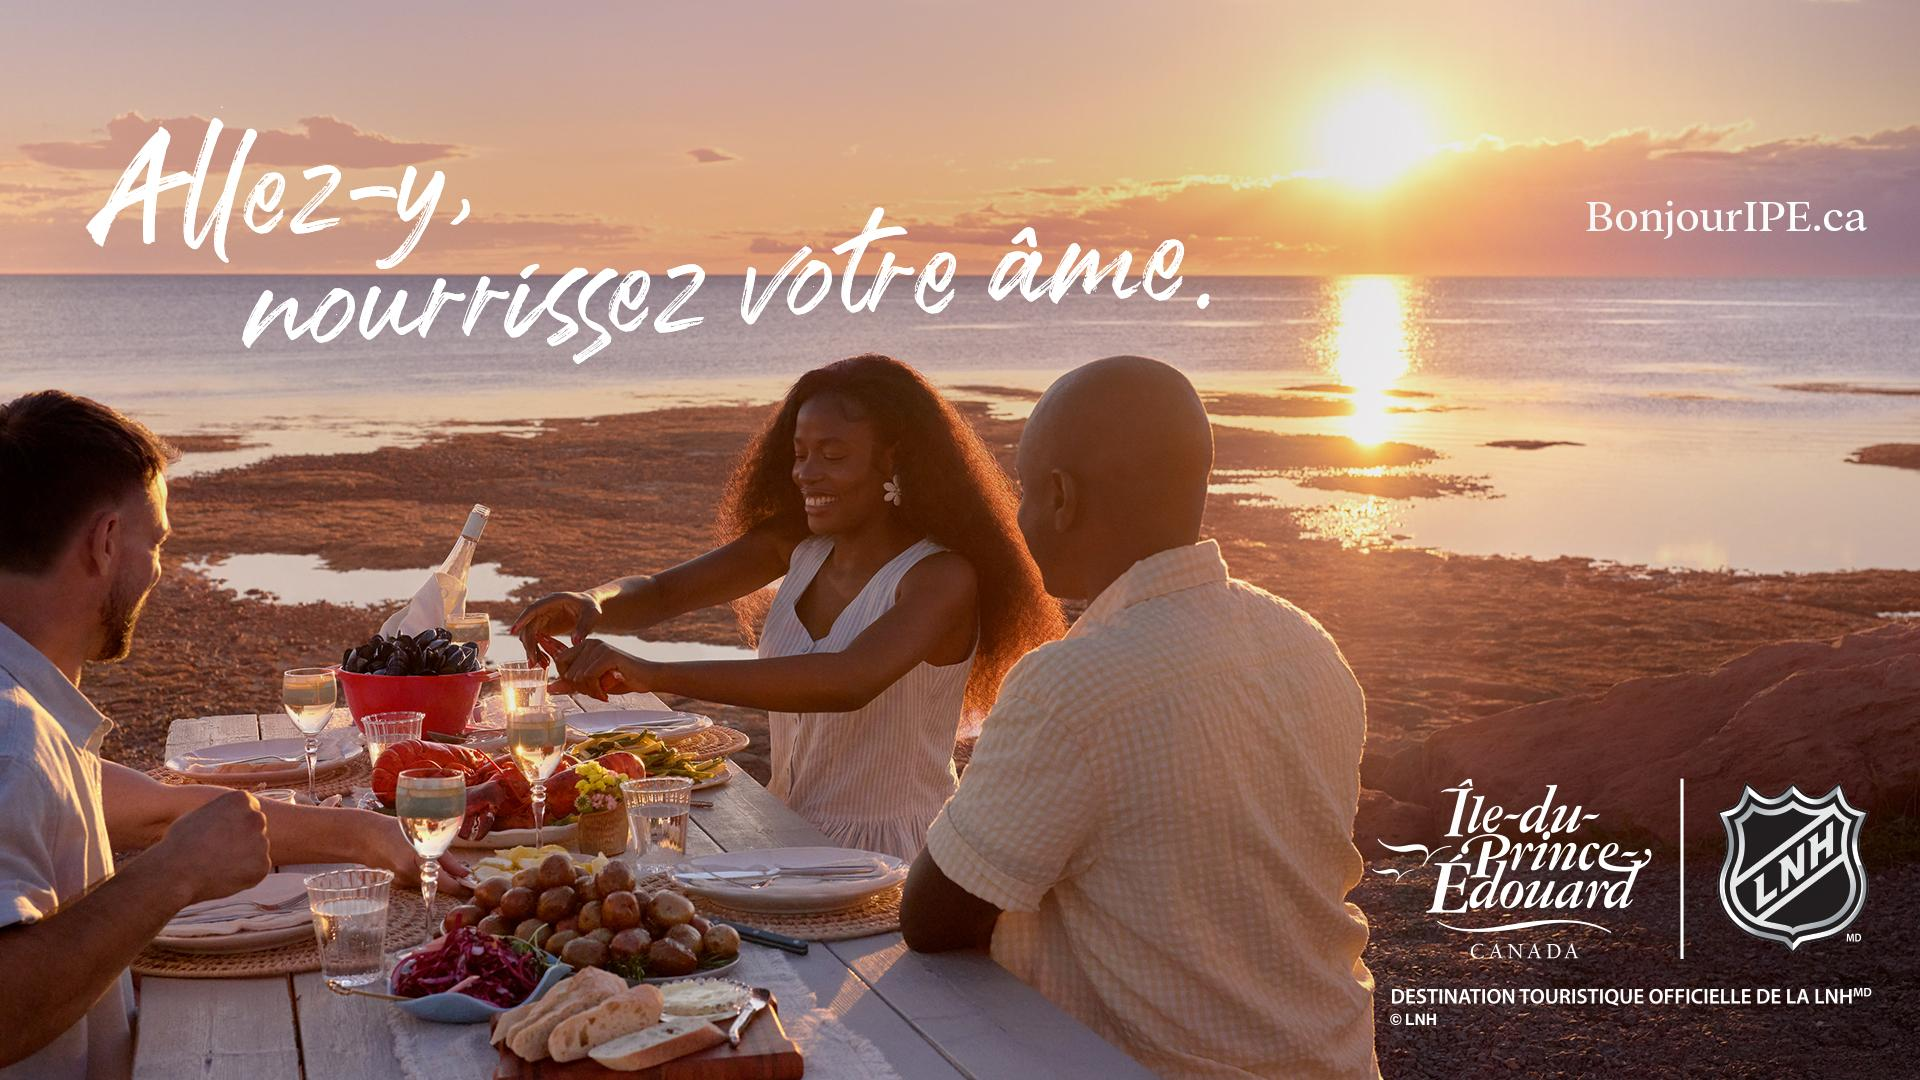 Allez-y,
nourrissez votre âme.
BonjourIPE.ca
Île-du-
Prince-
Édouard
CANADA
LNH
MD
DESTINATION TOURISTIQUE OFFICIELLE DE LA LNHMD
© LNH